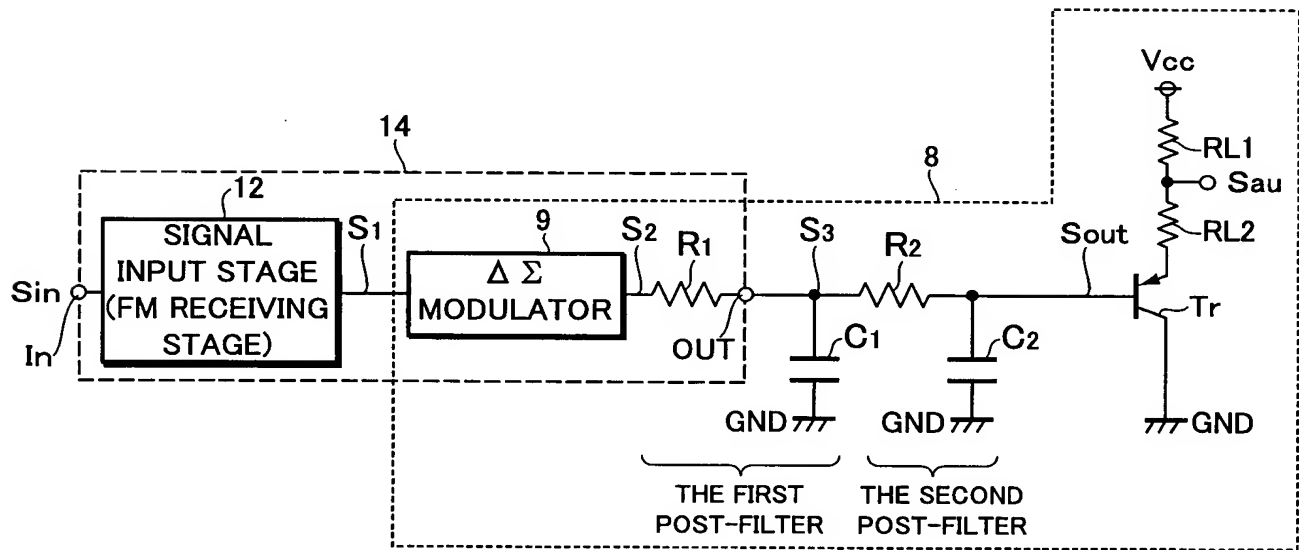 14
8
Vcc
RL1
Sau
RL2
12
SIGNAL
INPUT STAGE
(FM RECEIVING
STAGE)
Sin
In
S1
9
Δ Σ
MODULATOR
S2
R1
OUT
S3
R2
Sout
Tr
C1
C2
GND
GND
GND
THE FIRST
POST-FILTER
THE SECOND
POST-FILTER